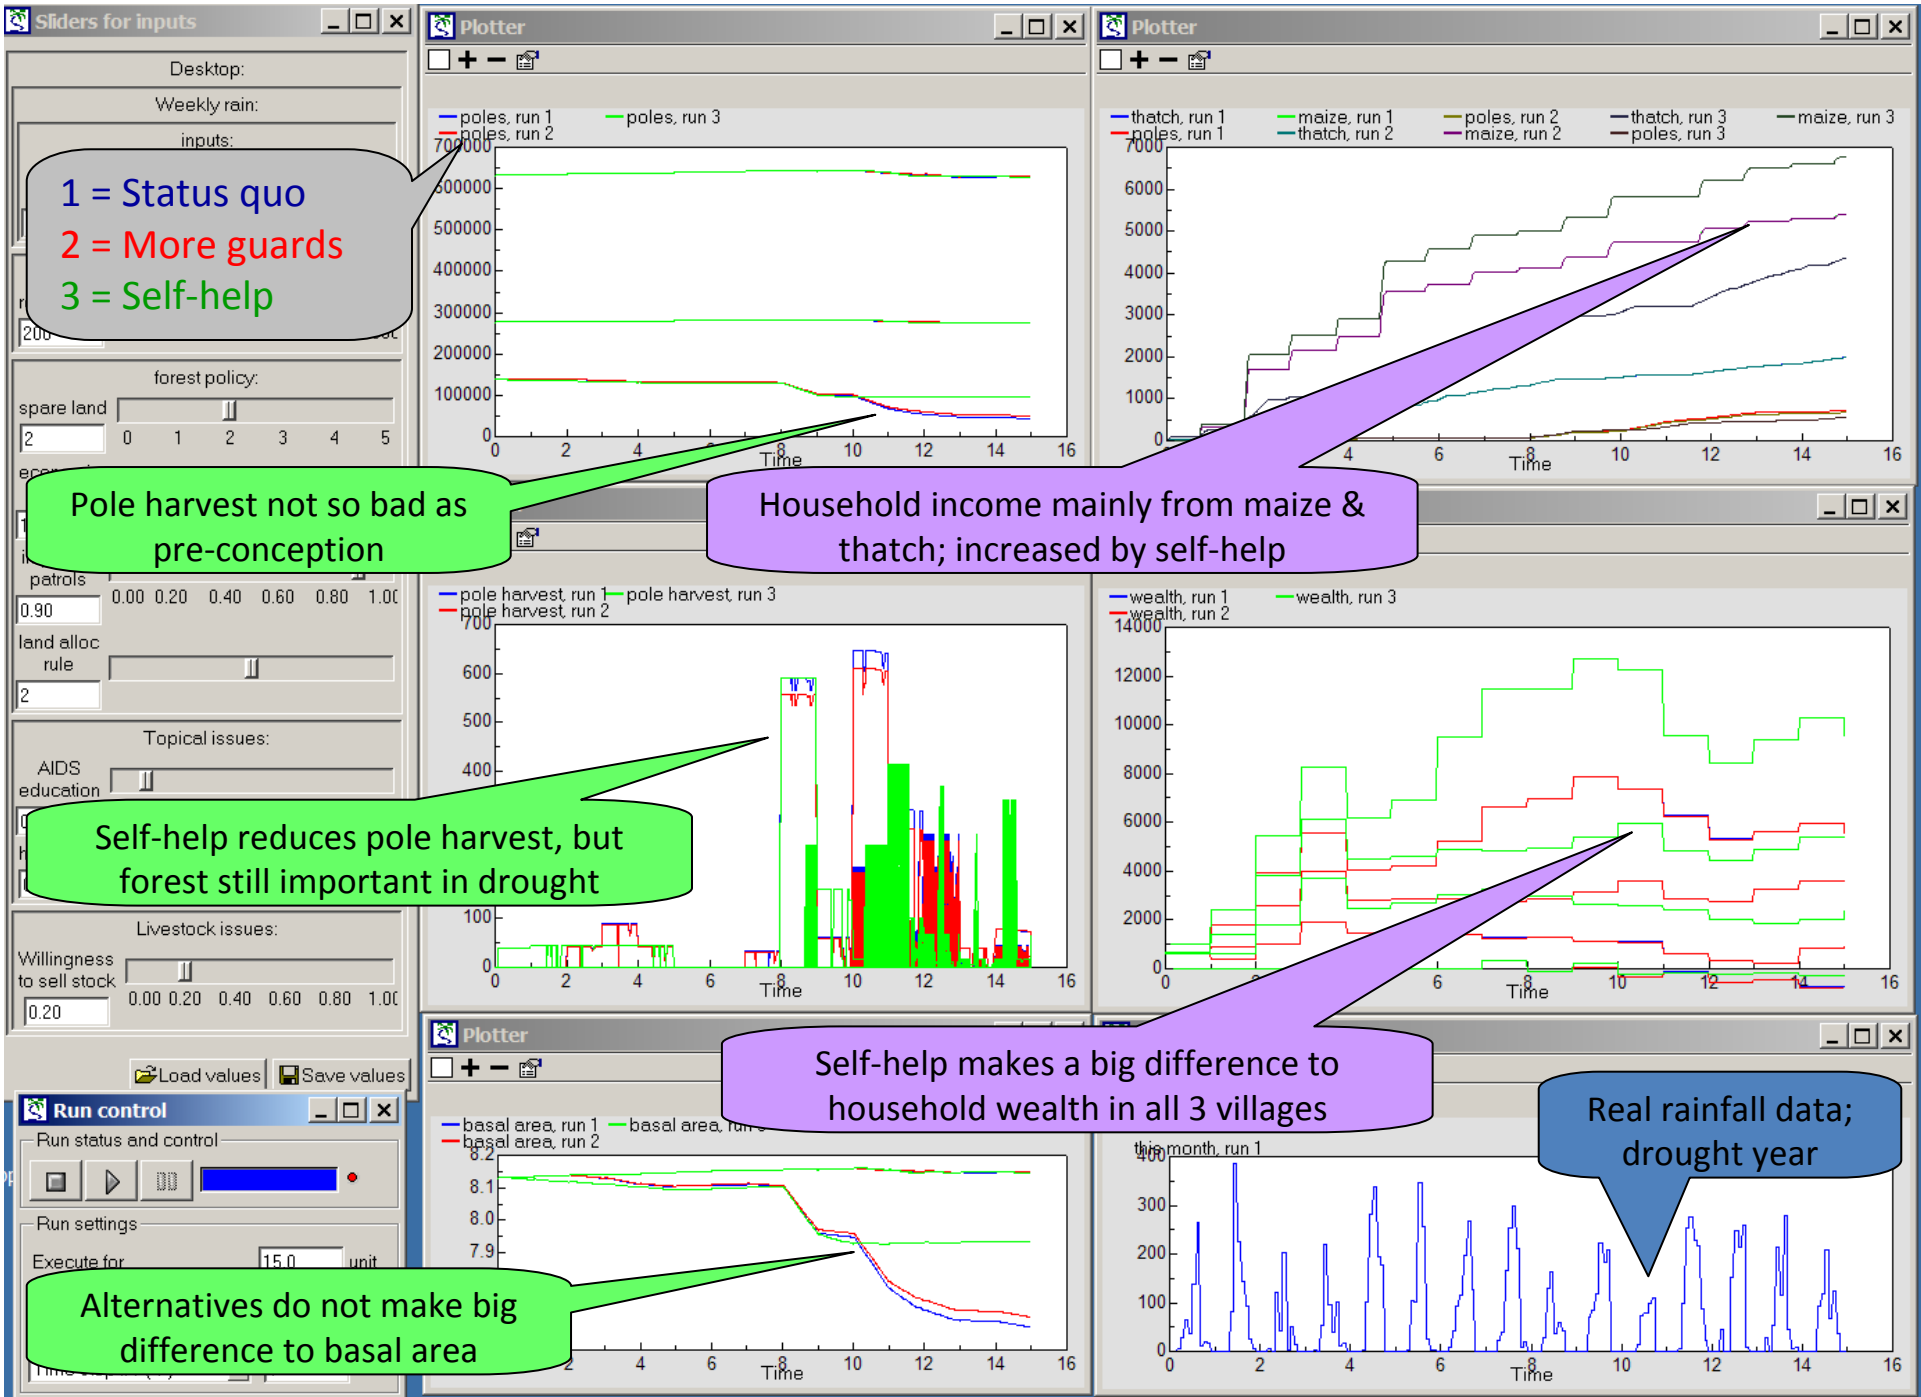 Sliders for inputs
Desktop:
Weekly rain:
inputs:
1 = Status quo
2 = More guards
3 = Self-help
200
forest policy:
spare land
2
0 1 2 3 4 5
patrols
0.90
0.00 0.20 0.40 0.60 0.80 1.00
land alloc
rule
2
Topical issues:
AIDS
education
Livestock issues:
Willingness
to sell stock
0.20
0.00 0.20 0.40 0.60 0.80 1.00
Load values
Save values
Run control
Run status and control
Run settings
Execute for 15.0 unit
Plotter
poles, run 1
poles, run 2
poles, run 3
700000
600000
500000
400000
300000
200000
100000
0
0 2 4 6 8 10 12 14 16
Time
Pole harvest not so bad as
pre-conception
Plotter
thatch, run 1
poles, run 1
maize, run 1
thatch, run 2
poles, run 2
maize, run 2
thatch, run 3
poles, run 3
maize, run 3
7000
6000
5000
4000
3000
2000
1000
0
4 6 8 10 12 14 16
Time
Household income mainly from maize &
thatch; increased by self-help
pole harvest, run 1
pole harvest, run 2
pole harvest, run 3
700
600
500
400
100
0
0 2 4 6 8 10 12 14 16
Time
Self-help reduces pole harvest, but
forest still important in drought
wealth, run 1
wealth, run 2
wealth, run 3
14000
12000
10000
8000
6000
4000
2000
0
0 6 8 10 12 14 16
Time
Self-help makes a big difference to
household wealth in all 3 villages
Plotter
basal area, run 1
basal area, run 2
basal area, run
8.2
8.1
8.0
7.9
2 4 6 8 10 12 14 16
Time
Alternatives do not make big
difference to basal area
this month, run 1
400
300
200
100
0
0 2 4 6 8 10 12 14 16
Time
Real rainfall data;
drought year